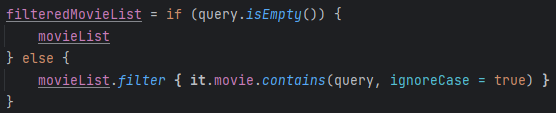 filteredMovieList = if (query.isEmpty()) {
    movieList
} else {
    movieList.filter { it.movie.contains(query, ignoreCase = true) }
}